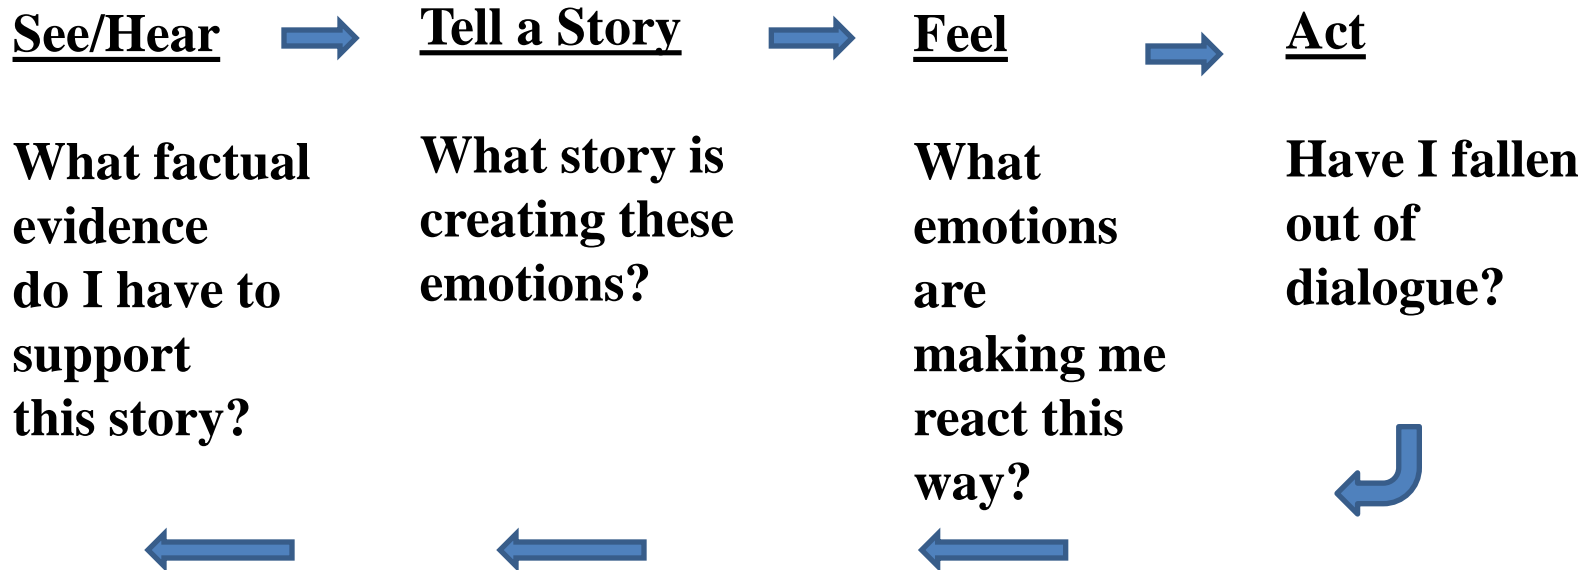 See/Hear
Tell a Story
Feel
Act
What factual
evidence
do I have to
support
this story?
What story is
creating these
emotions?
What
emotions
are
making me
react this
way?
Have I fallen
out of
dialogue?